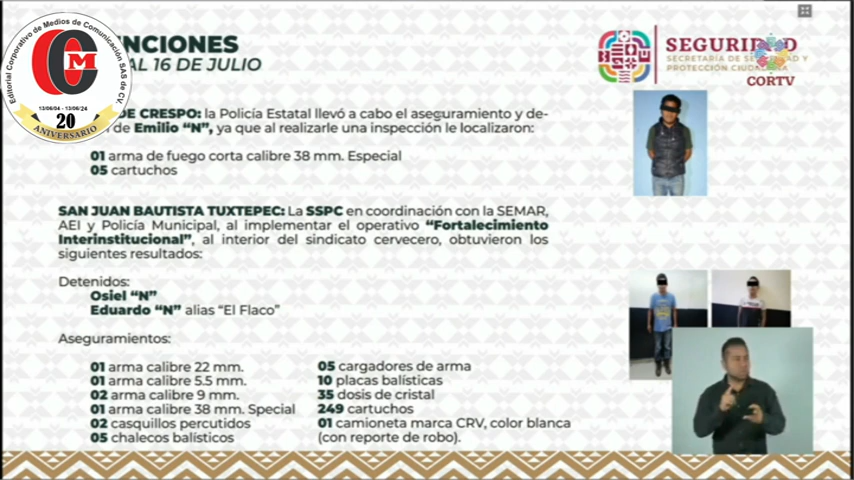 NCIONES
AL 16 DE JULIO
Editorial Corporativo de Medios de Comunicación SAS de CV.
CM
13/06/04 - 13/06/24
20
ANIVERSARIO
SEGURIDAD
SECRETARÍA DE SEGURIDAD Y
PROTECCIÓN CIUDADANA
CORTV
DE CRESPO: la Policía Estatal llevó a cabo el aseguramiento y de-
de Emilio “N”, ya que al realizarle una inspección le localizaron:
01 arma de fuego corta calibre 38 mm. Especial
05 cartuchos
SAN JUAN BAUTISTA TUXTEPEC: La SSPC en coordinación con la SEMAR,
AEI y Policía Municipal, al implementar el operativo “Fortalecimiento
Interinstitucional”, al interior del sindicato cervecero, obtuvieron los
siguientes resultados:
Detenidos:
Osiel “N”
Eduardo “N” alias “El Flaco”
Aseguramientos:
01 arma calibre 22 mm.
01 arma calibre 5.5 mm.
02 arma calibre 9 mm.
01 arma calibre 38 mm. Special
02 casquillos percutidos
05 chalecos balísticos
05 cargadores de arma
10 placas balísticas
35 dosis de cristal
249 cartuchos
01 camioneta marca CRV, color blanca
(con reporte de robo).